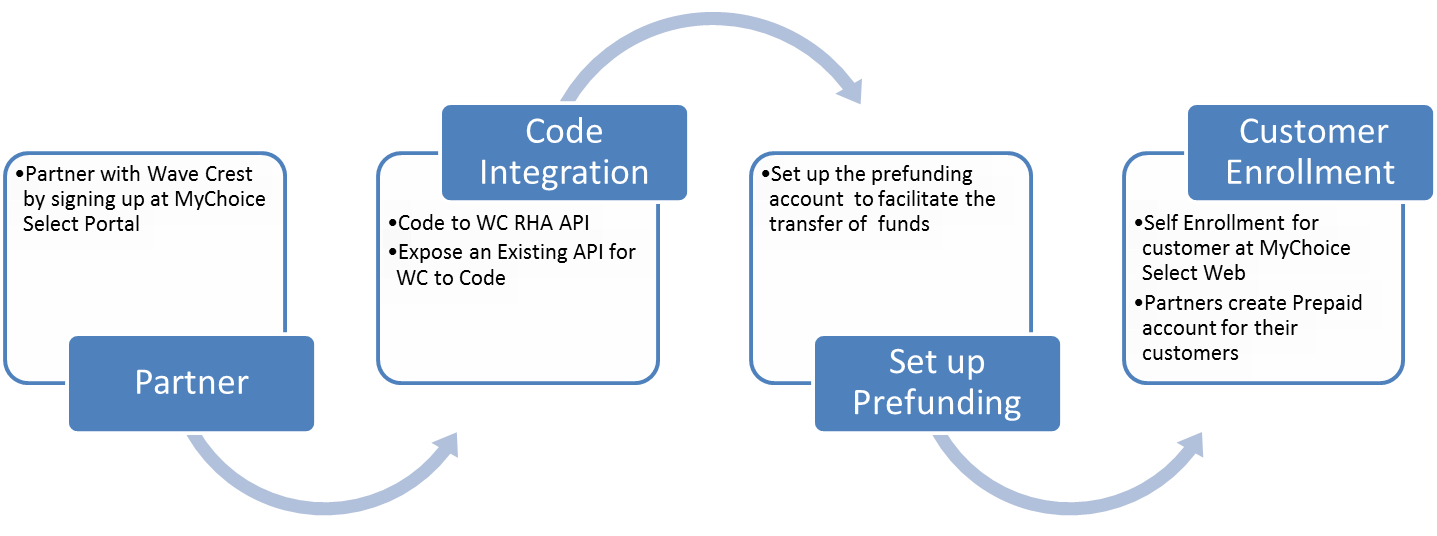 •Partner with Wave Crest
by signing up at MyChoice
Select Portal
Partner
Code
Integration
•Code to WC RHA API
•Expose an Existing API for
WC to Code
•Set up the prefunding
account to facilitate the
transfer of funds
Set up
Prefunding
Customer
Enrollment
•Self Enrollment for
customer at MyChoice
Select Web
•Partners create Prepaid
account for their
customers